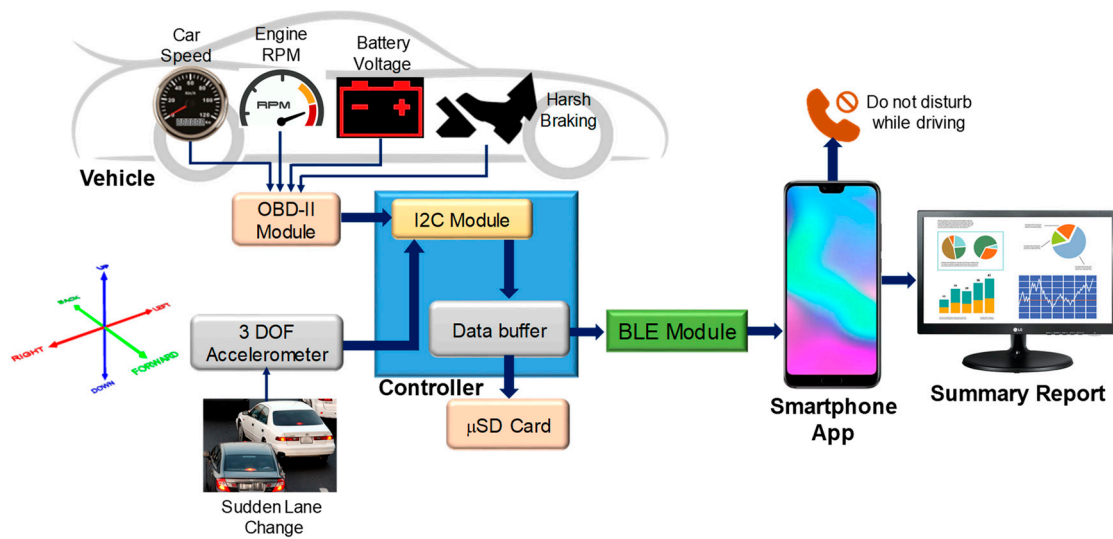 Car
Speed
Engine
RPM
Battery
Voltage
Harsh
Braking
RPM
Vehicle
OBD-II
Module
I2C Module
Do not disturb
while driving
UP
BACK
LEFT
RIGHT
FORWARD
DOWN
3 DOF
Accelerometer
Data buffer
Controller
BLE Module
μSD Card
Sudden Lane
Change
Smartphone
App
LG
Summary Report